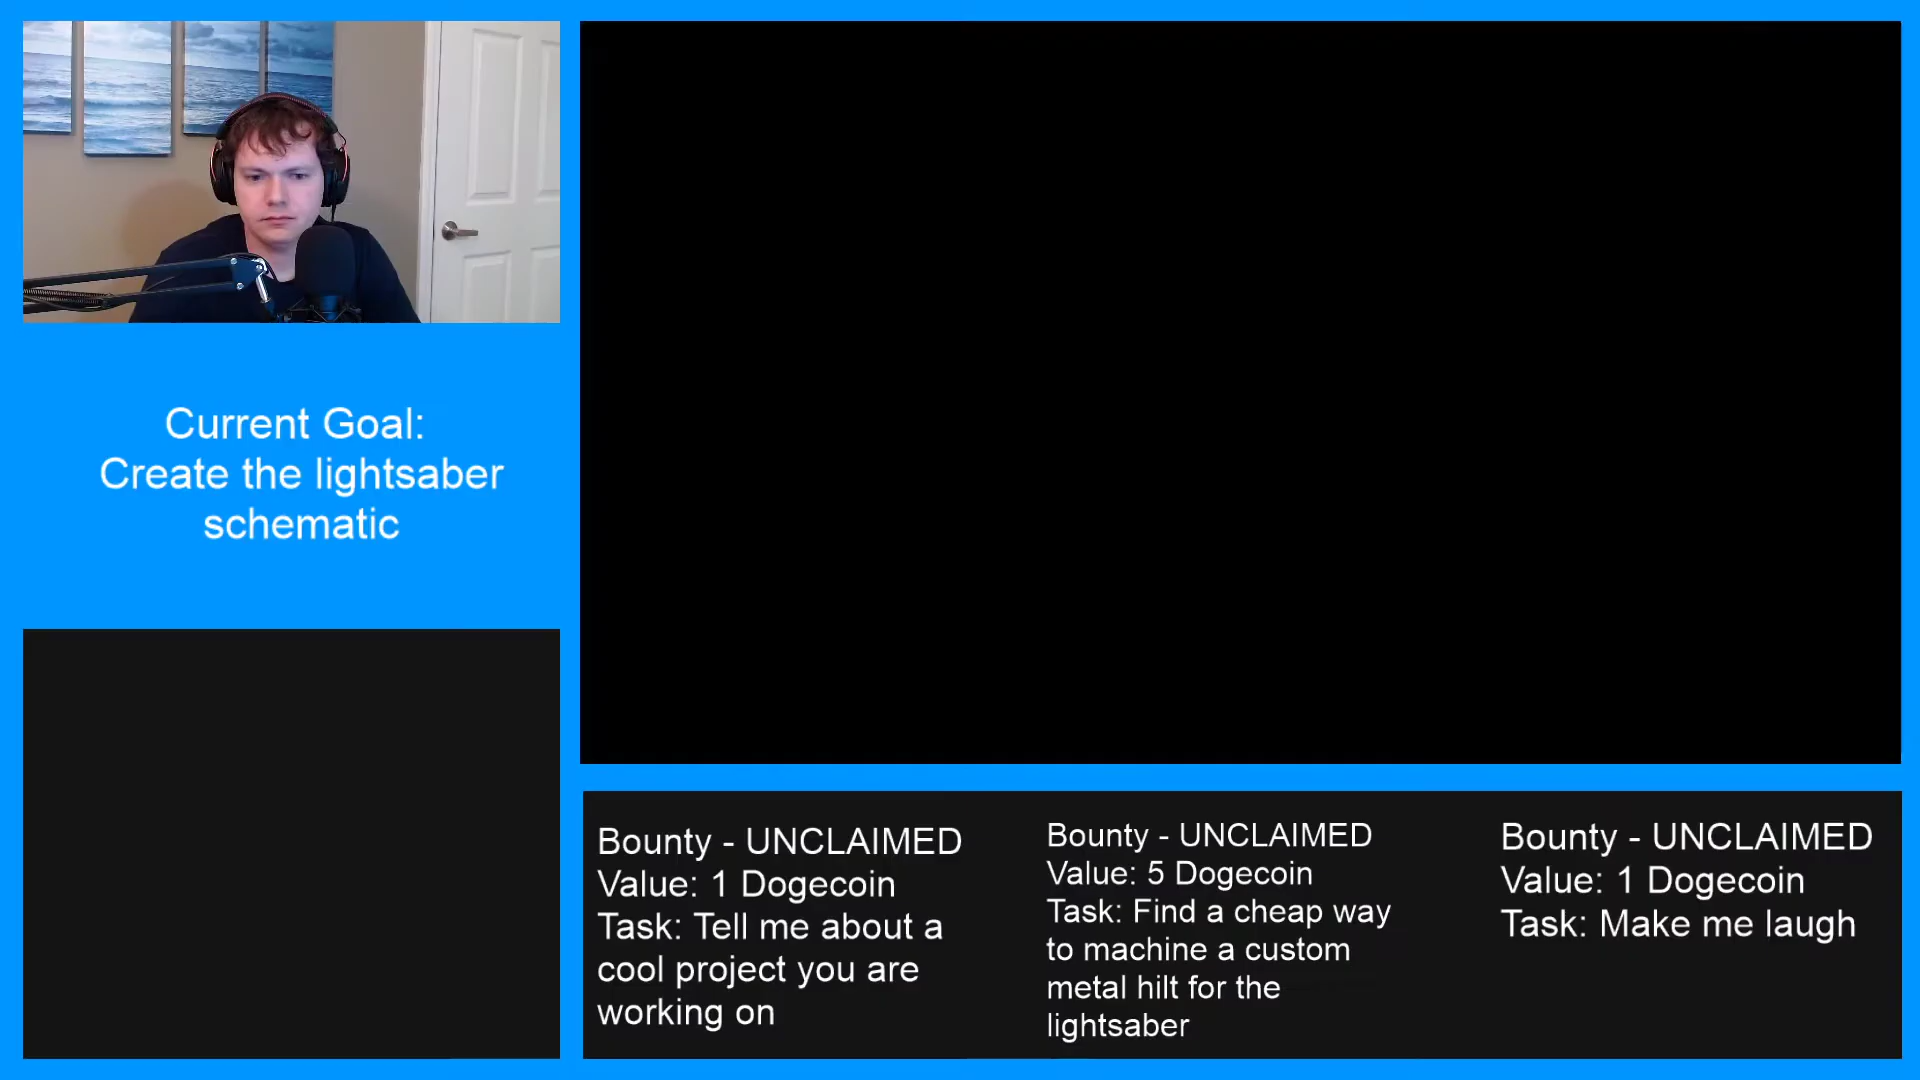 Current Goal:
Create the lightsaber
schematic
Bounty - UNCLAIMED
Value: 1 Dogecoin
Task: Tell me about a
cool project you are
working on
Bounty - UNCLAIMED
Value: 5 Dogecoin
Task: Find a cheap way
to machine a custom
metal hilt for the
lightsaber
Bounty - UNCLAIMED
Value: 1 Dogecoin
Task: Make me laugh